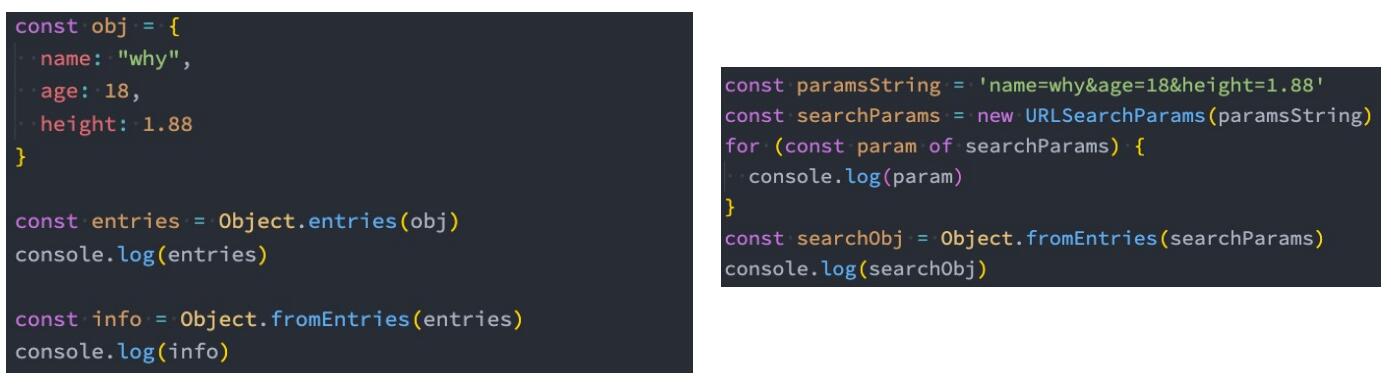 const obj = {
  name: "why",
  age: 18,
  height: 1.88
}
const entries = Object.entries(obj)
console.log(entries)
const info = Object.fromEntries(entries)
console.log(info)
const paramsString = 'name=why&age=18&height=1.88'
const searchParams = new URLSearchParams(paramsString)
for (const param of searchParams) {
  console.log(param)
}
const searchObj = Object.fromEntries(searchParams)
console.log(searchObj)